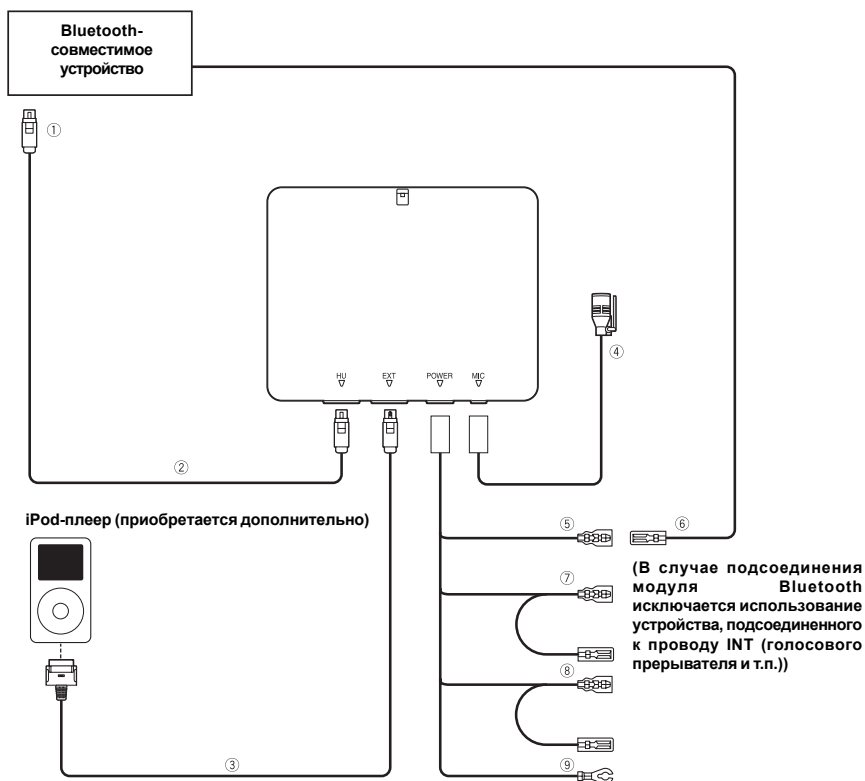 Bluetooth-
совместимое
устройство
①
HU
EXT
POWER
MIC
④
②
iPod-плеер (приобретается дополнительно)
⑤
⑥
(В случае подсоединения
модуля Bluetooth
исключается использование
устройства, подсоединенного
к проводу INT (голосового
прерывателя и т.п.))
⑦
⑧
③
⑨